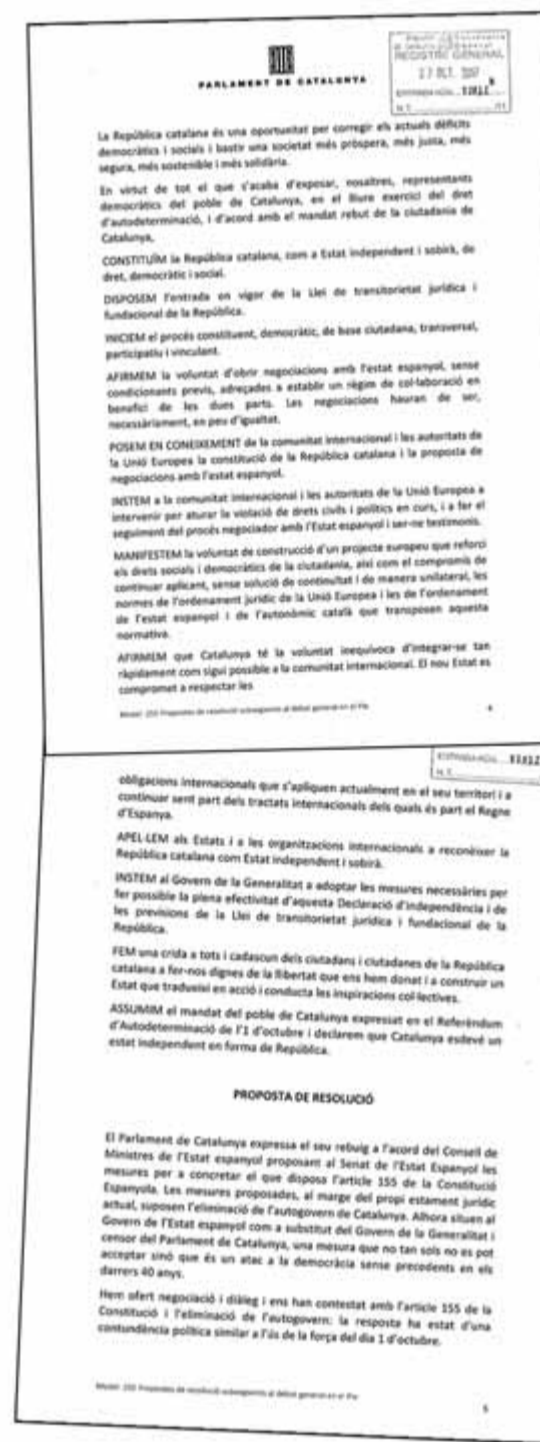 PARLAMENT DE CATALUNYA
REGISTRE GENERAL
La República catalana és una oportunitat per corregir els actuals dèficits
democràtics i socials i bastir una societat més pròspera, més justa, més
segura, més sostenible i més solidària.
En virtut de tot el que s'acaba d'exposar, nosaltres, representants
democràtics del poble de Catalunya, en el lliure exercici del dret
d'autodeterminació, i d'acord amb el mandat rebut de la ciutadania de
Catalunya,
CONSTITUÏM la República catalana, com a Estat independent i sobirà, de
dret, democràtic i social.
DISPOSEM l'entrada en vigor de la Llei de transitorietat jurídica i
fundacional de la República.
INICIEM el procés constituent, democràtic, de base ciutadana, transversal,
participatiu i vinculant.
AFIRMEM la voluntat d'obrir negociacions amb l'estat espanyol, sense
condicionants previs, adreçades a establir un règim de col·laboració en
benefici de les dues parts. Les negociacions hauran de ser,
necessàriament, en peu d'igualtat.
POSEM EN CONEIXEMENT de la comunitat internacional i les autoritats de
la Unió Europea la constitució de la República catalana i la proposta de
negociacions amb l'estat espanyol.
INSTEM a la comunitat internacional i les autoritats de la Unió Europea a
intervenir per aturar la violació de drets civils i polítics en curs, i a fer el
seguiment del procés negociador amb l'Estat espanyol i ser-ne testimonis.
MANIFESTEM la voluntat de construcció d'un projecte europeu que reforci
els drets socials i democràtics de la ciutadania, així com el compromís de
continuar aplicant, sense solució de continuïtat i de manera unilateral, les
normes de l'ordenament jurídic de la Unió Europea i les de l'ordenament
de l'estat espanyol i de l'autonòmic català que transposen aquesta
normativa.
AFIRMEM que Catalunya té la voluntat inequívoca d'integrar-se tan
ràpidament com sigui possible a la comunitat internacional. El nou Estat es
compromet a respectar les
Model 255 Propostes de resolució subsegüents al debat general en el Ple
4
obligacions internacionals que s'apliquen actualment en el seu territori i a
continuar sent part dels tractats internacionals dels quals és part el Regne
d'Espanya.
APEL·LEM als Estats i a les organitzacions internacionals a reconèixer la
República catalana com Estat independent i sobirà.
INSTEM al Govern de la Generalitat a adoptar les mesures necessàries per
fer possible la plena efectivitat d'aquesta Declaració d'independència i de
les previsions de la Llei de transitorietat jurídica i fundacional de la
República.
FEM una crida a tots i cadascun dels ciutadans i ciutadanes de la República
catalana a fer-nos dignes de la llibertat que ens hem donat i a construir un
Estat que tradueixi en acció i conducta les inspiracions col·lectives.
ASSUMIM el mandat del poble de Catalunya expressat en el Referèndum
d'Autodeterminació de l'1 d'octubre i declarem que Catalunya esdevé un
estat independent en forma de República.
PROPOSTA DE RESOLUCIÓ
El Parlament de Catalunya expressa el seu rebuig a l'acord del Consell de
Ministres de l'Estat espanyol proposant al Senat de l'Estat Espanyol les
mesures per a concretar el que disposa l'article 155 de la Constitució
Espanyola. Les mesures proposades, al marge del propi estament jurídic
actual, suposen l'eliminació de l'autogovern de Catalunya. Alhora situen al
Govern de l'Estat espanyol com a substitut del Govern de la Generalitat i
censor del Parlament de Catalunya, una mesura que no tan sols no es pot
acceptar sinó que és un atac a la democràcia sense precedents en els
darrers 40 anys.
Hem ofert negociació i diàleg i ens han contestat amb l'article 155 de la
Constitució i l'eliminació de l'autogovern: la resposta ha estat d'una
contundència política similar a l'ús de la força del dia 1 d'octubre.
Model 255 Propostes de resolució subsegüents al debat general en el Ple
5